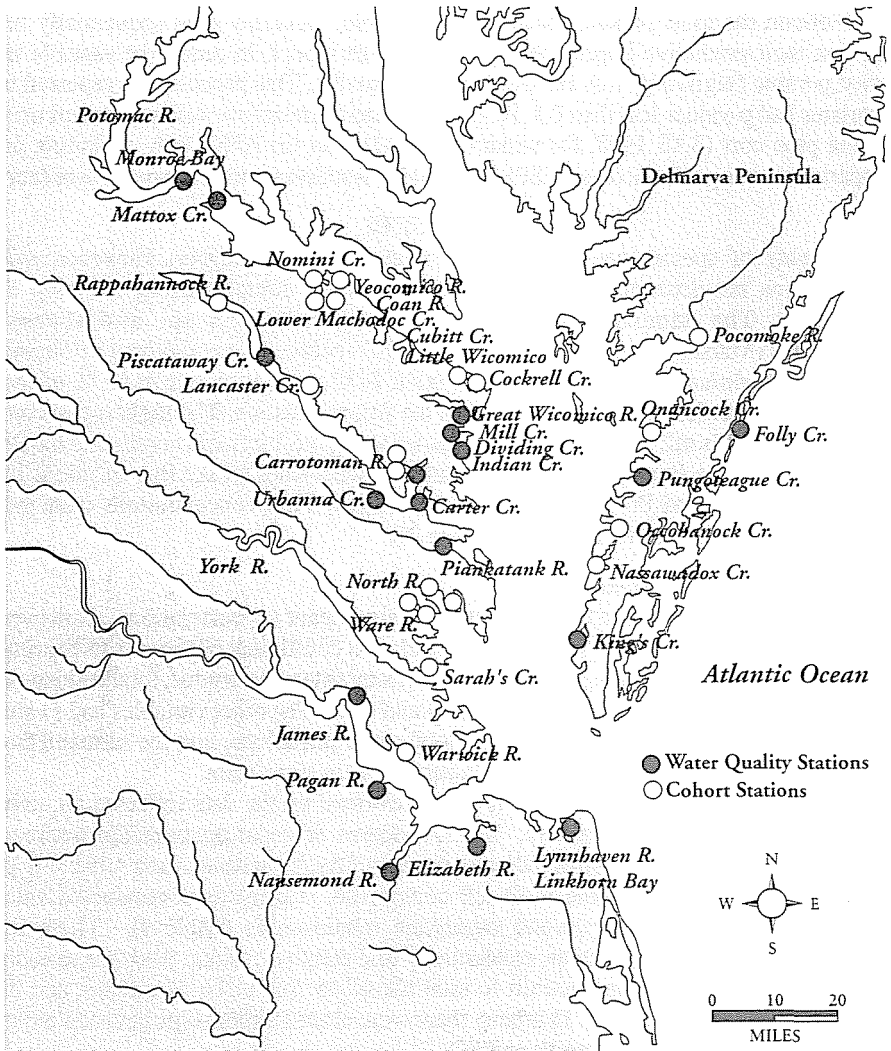 Potomac R.
Monroe Bay
Mattox Cr.
Delmarva Peninsula
Nomini Cr.
Rappahannock R.
Yeocomico R.
Coan R.
Lower Machodoc Cr.
Cubitt Cr.
Little Wicomico
Pocomoke R.
Piscataway Cr.
Lancaster Cr.
Cockrell Cr.
Great Wicomico R.
Onancock Cr.
Mill Cr.
Folly Cr.
Dividing Cr.
Carrotoman R.
Indian Cr.
Pungoteague Cr.
Urbanna Cr.
Carter Cr.
Occohanock Cr.
York R.
Piankatank R.
Nassawadox Cr.
North R.
Ware R.
King's Cr.
Sarah's Cr.
Atlantic Ocean
James R.
Warwick R.
Water Quality Stations
Pagan R.
Cohort Stations
Nansemond R.
Elizabeth R.
Lynnhaven R.
Linkhorn Bay
N
W E
S
0 10 20
MILES